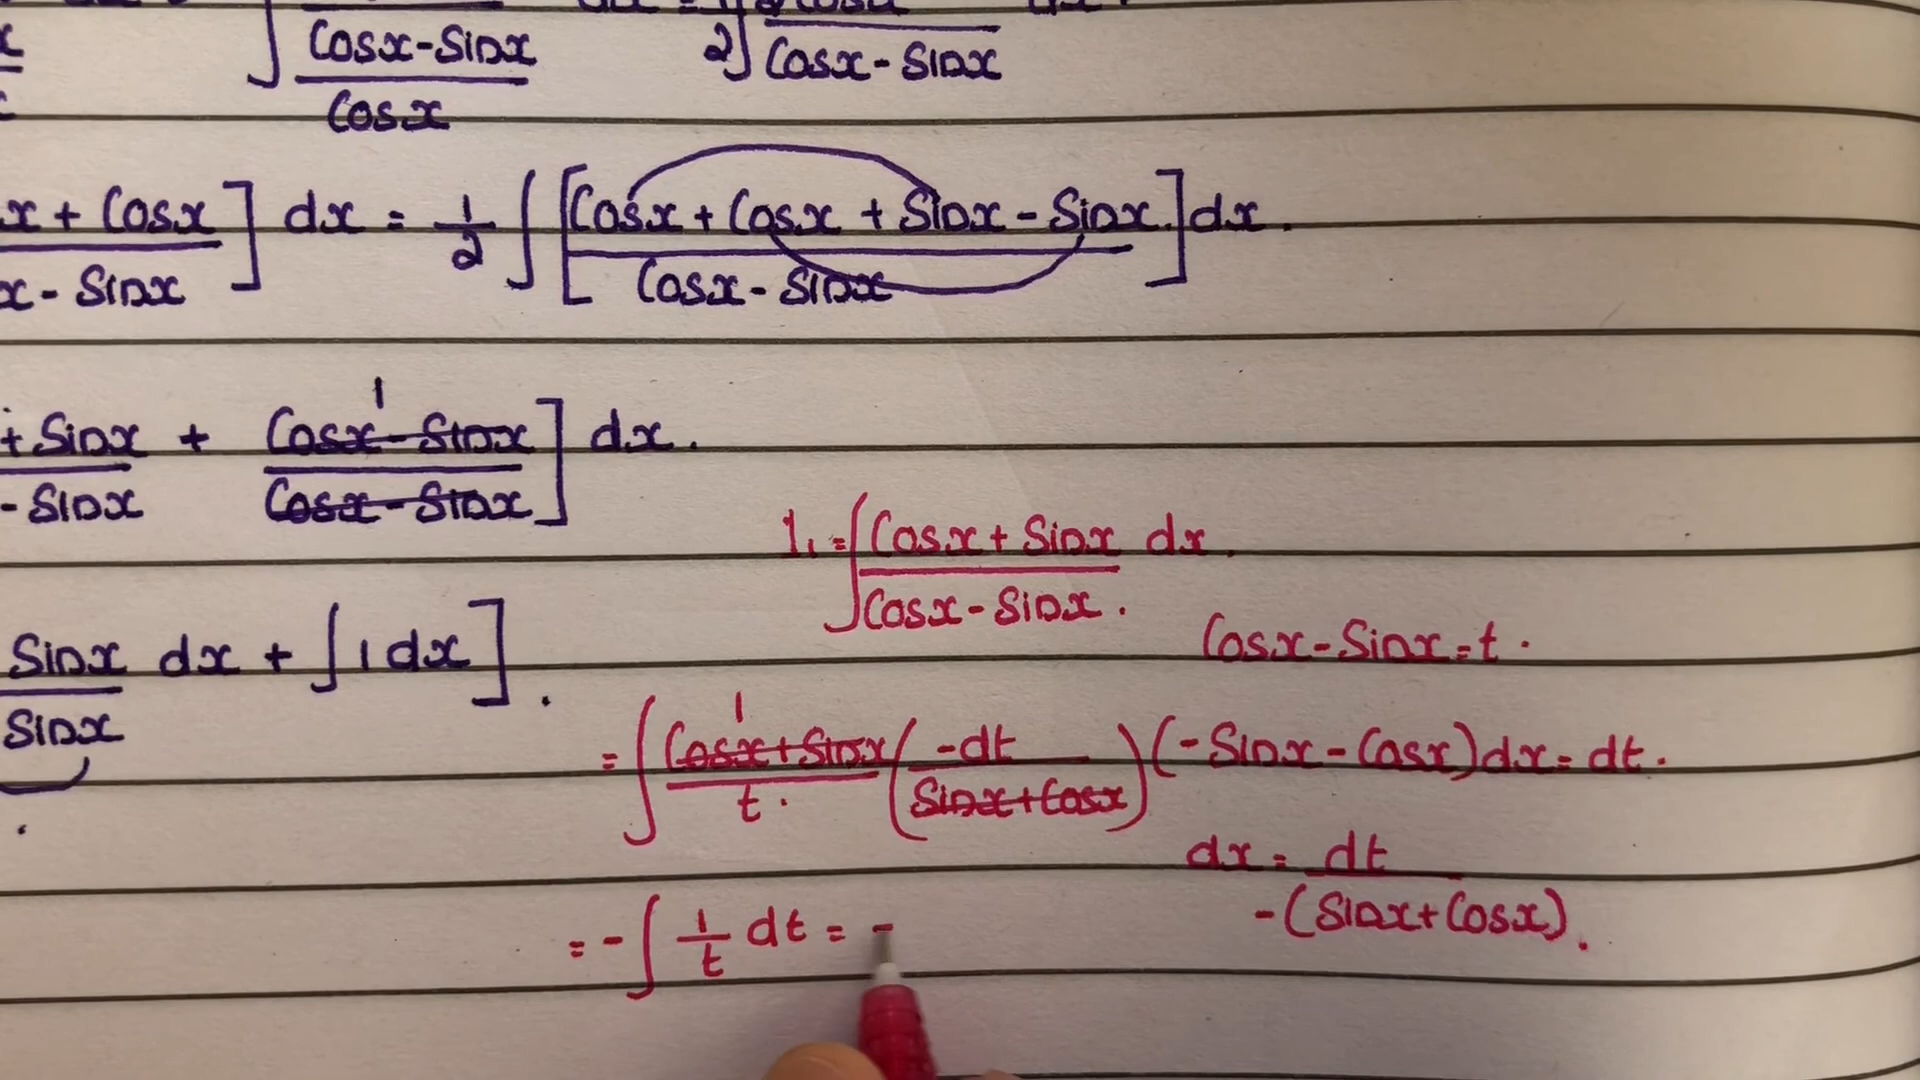 Cosx-Sinx 2∫ Cosx-Sinx
Cosx
x + Cosx] dx = 1/2 ∫ [Cosx + Cosx + Sinx - Sinx] dx.
x - Sinx Cosx - Sinx
1
+ Sinx + Cosx - Sinx] dx.
- Sinx Cosx - Sinx
I₁ = ∫ Cosx + Sinx dx.
Cosx - Sinx.
Sinx dx + ∫ 1 dx].
Sinx
Cosx - Sinx = t.
1
= ∫ Cosx + Sinx (-dt) (-Sinx - Cosx) dx = dt.
t. Sinx + Cosx
dx = dt
-(Sinx + Cosx).
= - ∫ 1/t dt = -